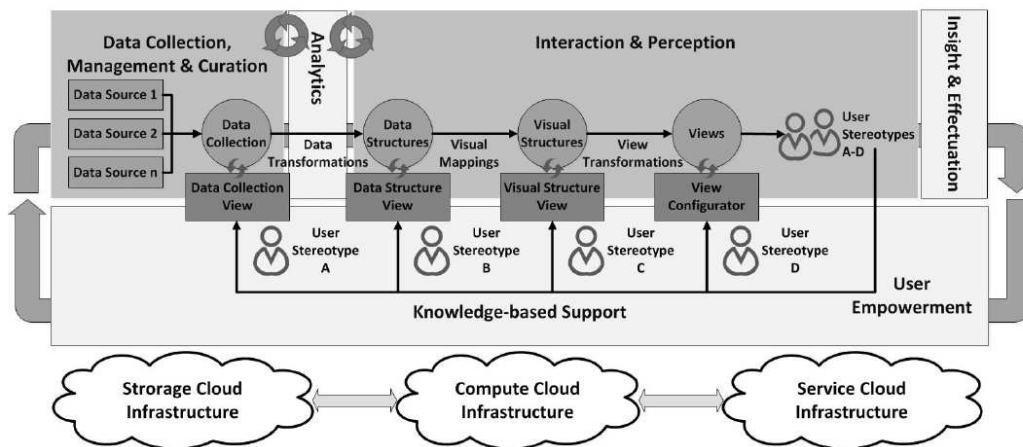 Data Collection,
Management & Curation
Analytics
Interaction & Perception
Insight & Effectuation
Data Source 1
Data Source 2
Data Source n
Data
Collection
Data
Transformations
Data
Structures
Visual
Mappings
Visual
Structures
View
Transformations
Views
User
Stereotypes
A-D
Data Collection
View
Data Structure
View
Visual Structure
View
View
Configurator
User
Stereotype
A
User
Stereotype
B
User
Stereotype
C
User
Stereotype
D
Knowledge-based Support
User
Empowerment
Strorage Cloud
Infrastructure
Compute Cloud
Infrastructure
Service Cloud
Infrastructure